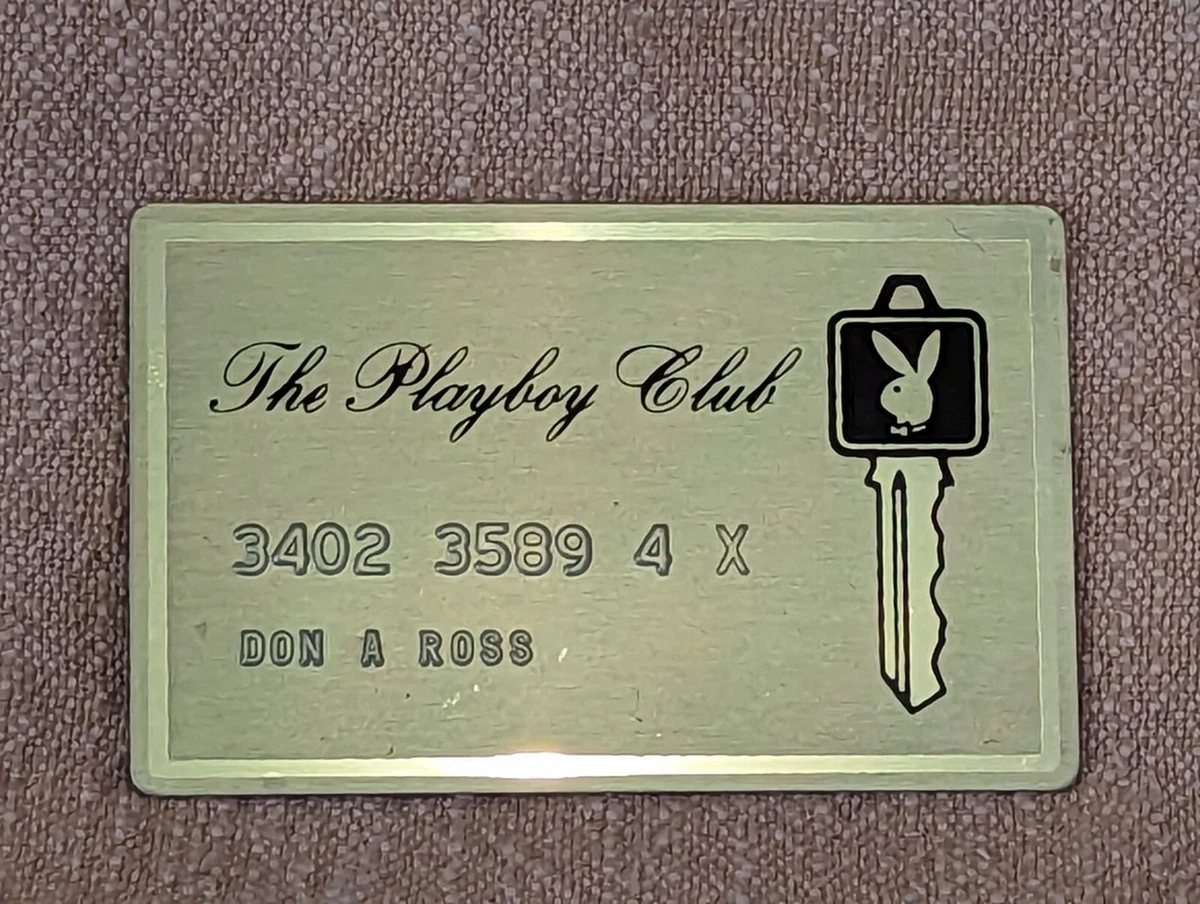 The Playboy Club
3402 3589 4 X
DON A ROSS